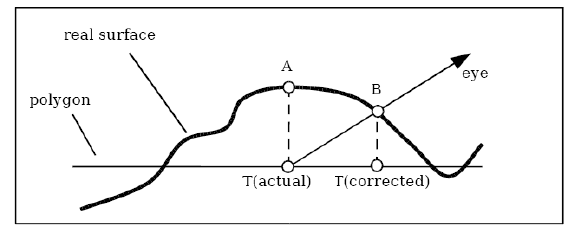 real surface
A
B
eye
polygon
T(actual)
T(corrected)